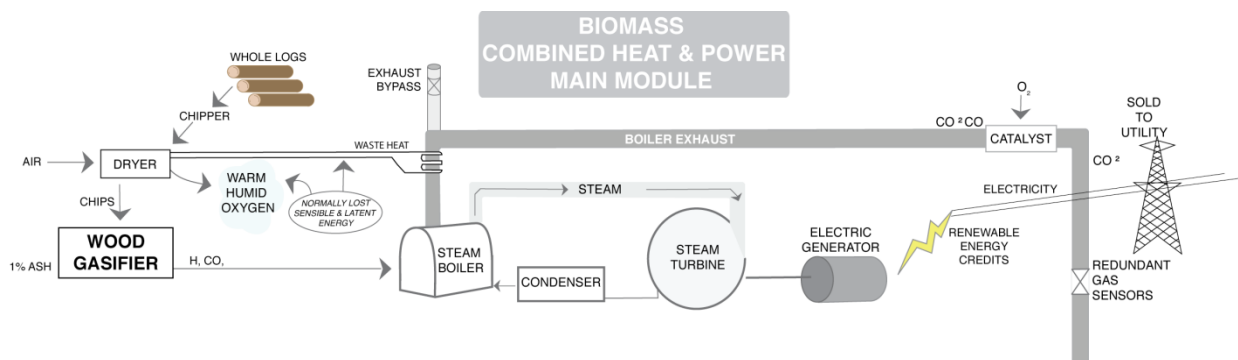 BIOMASS
COMBINED HEAT & POWER
MAIN MODULE
WHOLE LOGS
EXHAUST
BYPASS
CHIPPER
O₂
SOLD
TO
UTILITY
WASTE HEAT
BOILER EXHAUST
CO ² CO
CATALYST
CO ²
AIR
DRYER
WARM
HUMID
OXYGEN
NORMALLY LOST
SENSIBLE & LATENT
ENERGY
STEAM
ELECTRICITY
CHIPS
WOOD
GASIFIER
1% ASH
H, CO,
STEAM
BOILER
CONDENSER
STEAM
TURBINE
ELECTRIC
GENERATOR
RENEWABLE
ENERGY
CREDITS
REDUNDANT
GAS
SENSORS